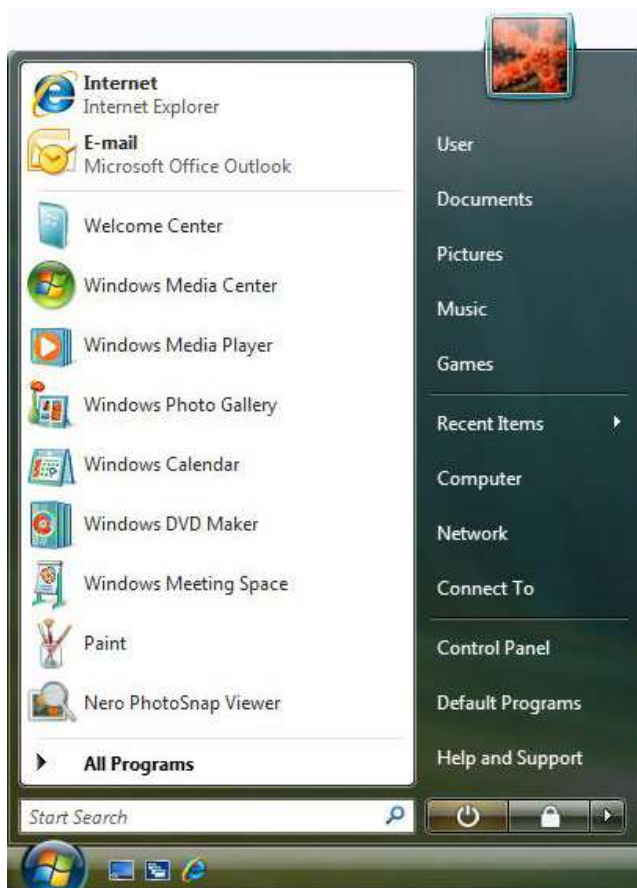 Internet
Internet Explorer
E-mail
Microsoft Office Outlook
Welcome Center
Windows Media Center
Windows Media Player
Windows Photo Gallery
Windows Calendar
Windows DVD Maker
Windows Meeting Space
Paint
Nero PhotoSnap Viewer
All Programs
Start Search
User
Documents
Pictures
Music
Games
Recent Items
Computer
Network
Connect To
Control Panel
Default Programs
Help and Support